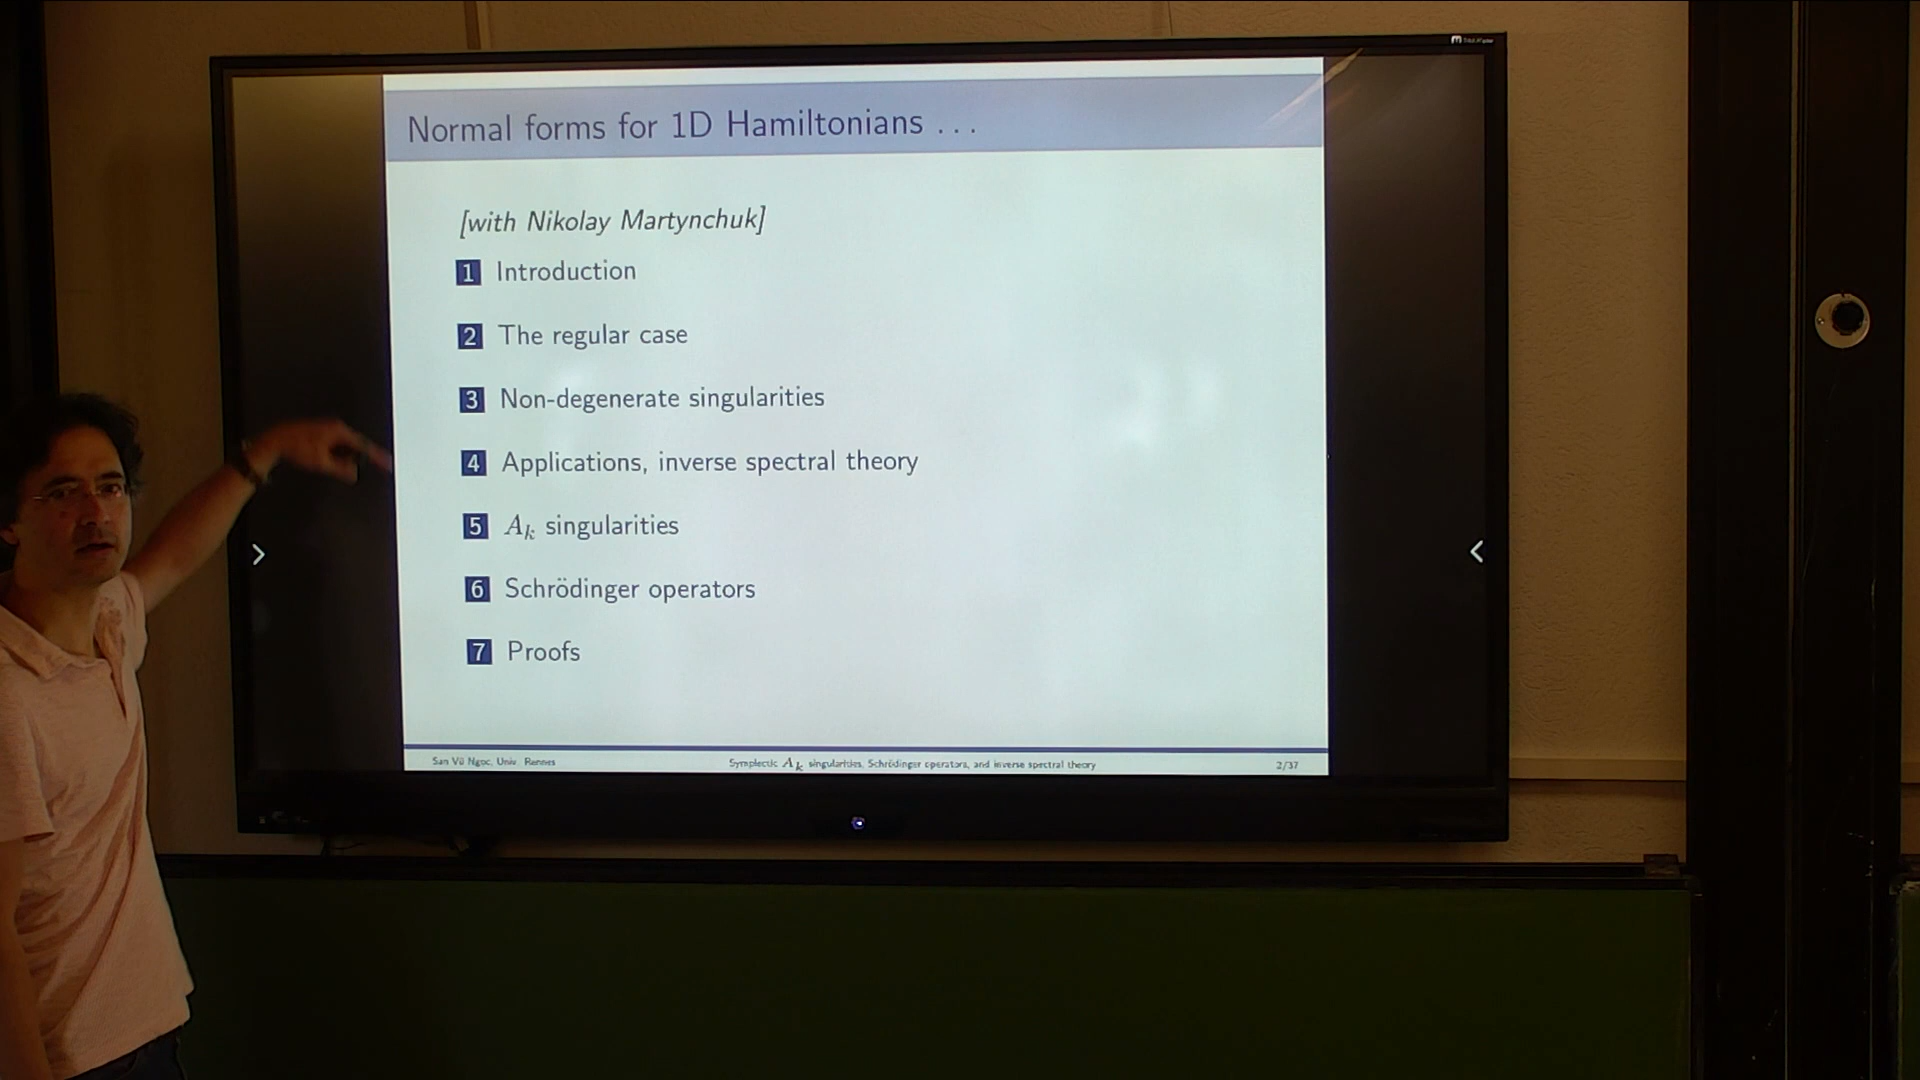 Normal forms for 1D Hamiltonians . . .
[with Nikolay Martynchuk]
1 Introduction
2 The regular case
3 Non-degenerate singularities
4 Applications, inverse spectral theory
5 Aₖ singularities
6 Schrödinger operators
7 Proofs
San Vũ Ngọc, Univ. Rennes
Symplectic Aₖ singularities, Schrödinger operators, and inverse spectral theory
2/37